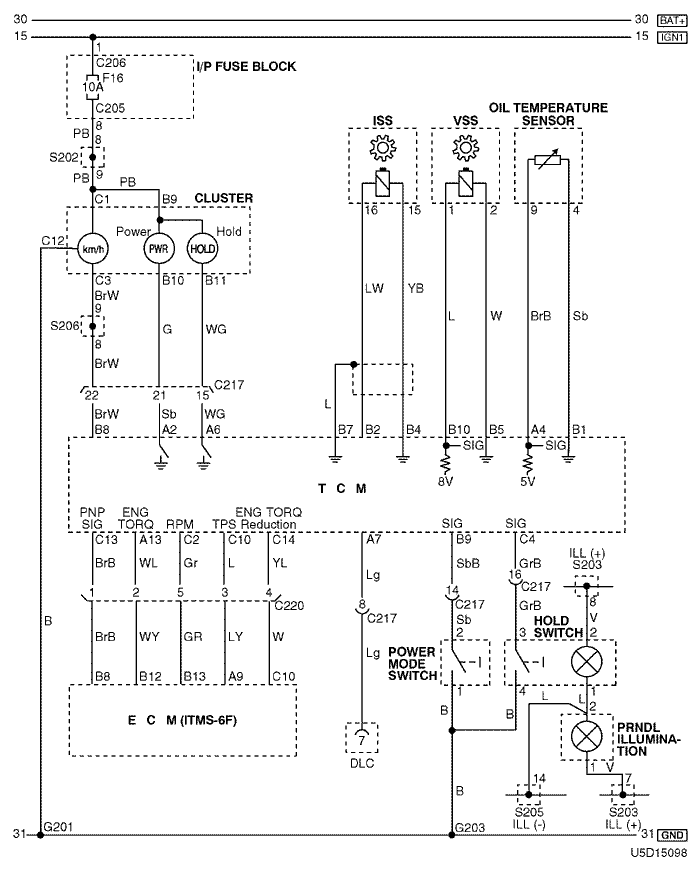 30 30 BAT+
15 15 IGN1
1
C206
F16
10A
I/P FUSE BLOCK
C205
8
PB 8
S202
9
PB PB
C1 B9 CLUSTER
C12 Power Hold
km/h PWR HOLD
C3 B10 B11
BrW
9
S206 G WG
8
BrW
22 21 15 C217
BrW Sb WG
B8 A2 A6
ISS VSS OIL TEMPERATURE
SENSOR
16 15 1 2 9 4
LW YB L W BrB Sb
L
B7 B2 B4 B10 B5 A4 B1
SIG SIG
8V 5V
T C M
PNP ENG ENG TORQ
SIG TORQ RPM TPS Reduction SIG SIG
C13 A13 C2 C10 C14 A7 B9 C4
BrB WL Gr L YL Lg SbB GrB
1 2 5 3 4 C220
8 C217
14 C217
16 C217
GrB
Sb
ILL (+)
S203
8
V
B
BrB WY GR LY W Lg
B8 B12 B13 A9 C10
E C M (ITMS-6F)
POWER
MODE
SWITCH
2
1
HOLD
SWITCH
3 2
4 1
B B L L
2
PRNDL
ILLUMINA-
TION
1 V
7
DLC
B
14 7
S205 S203
ILL (-) ILL (+)
31 G201 G203 31 GND
U5D15098